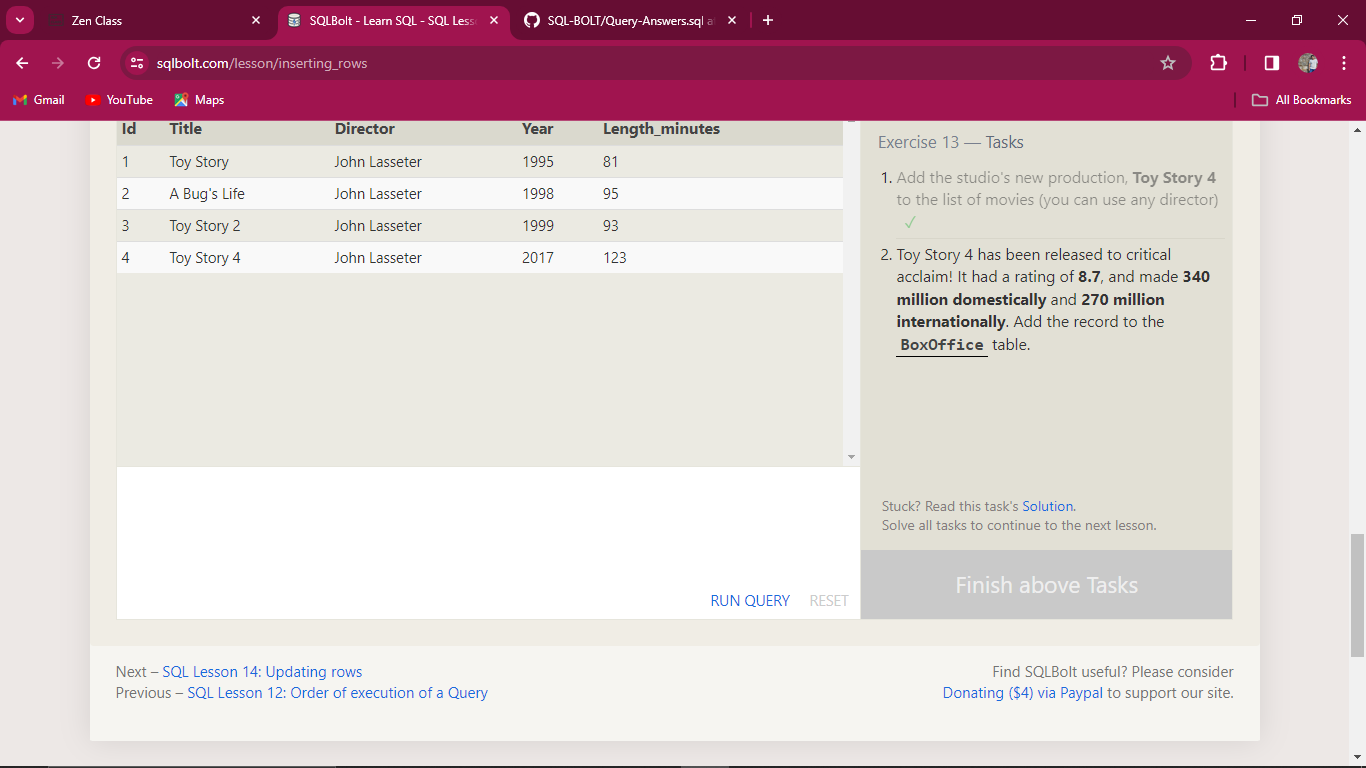 Zen Class
SQLBolt - Learn SQL - SQL Less
SQL-BOLT/Query-Answers.sql a
sqlbolt.com/lesson/inserting_rows
Gmail
YouTube
Maps
All Bookmarks
Id Title Director Year Length_minutes
1 Toy Story John Lasseter 1995 81
2 A Bug's Life John Lasseter 1998 95
3 Toy Story 2 John Lasseter 1999 93
4 Toy Story 4 John Lasseter 2017 123
Exercise 13 — Tasks
1. Add the studio's new production, Toy Story 4
to the list of movies (you can use any director)
✓
2. Toy Story 4 has been released to critical
acclaim! It had a rating of 8.7, and made 340
million domestically and 270 million
internationally. Add the record to the
BoxOffice table.
Stuck? Read this task's Solution.
Solve all tasks to continue to the next lesson.
Finish above Tasks
RUN QUERY RESET
Next – SQL Lesson 14: Updating rows
Previous – SQL Lesson 12: Order of execution of a Query
Find SQLBolt useful? Please consider
Donating ($4) via Paypal to support our site.